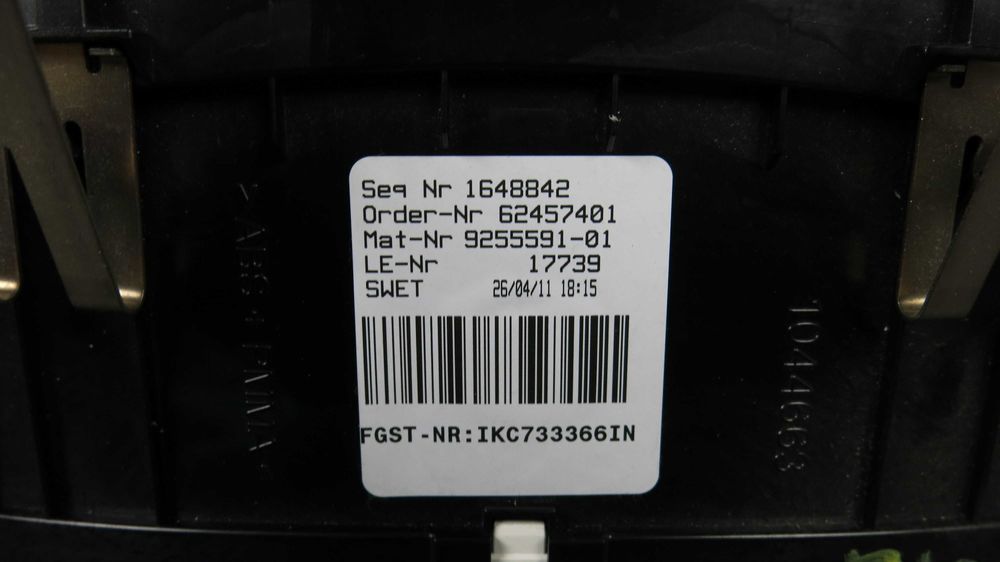 Seq Nr 1648842
Order-Nr 62457401
Mat-Nr 9255591-01
LE-Nr 17739
SWET 26/04/11 18:15
FGST-NR:IKC733366IN
1044663